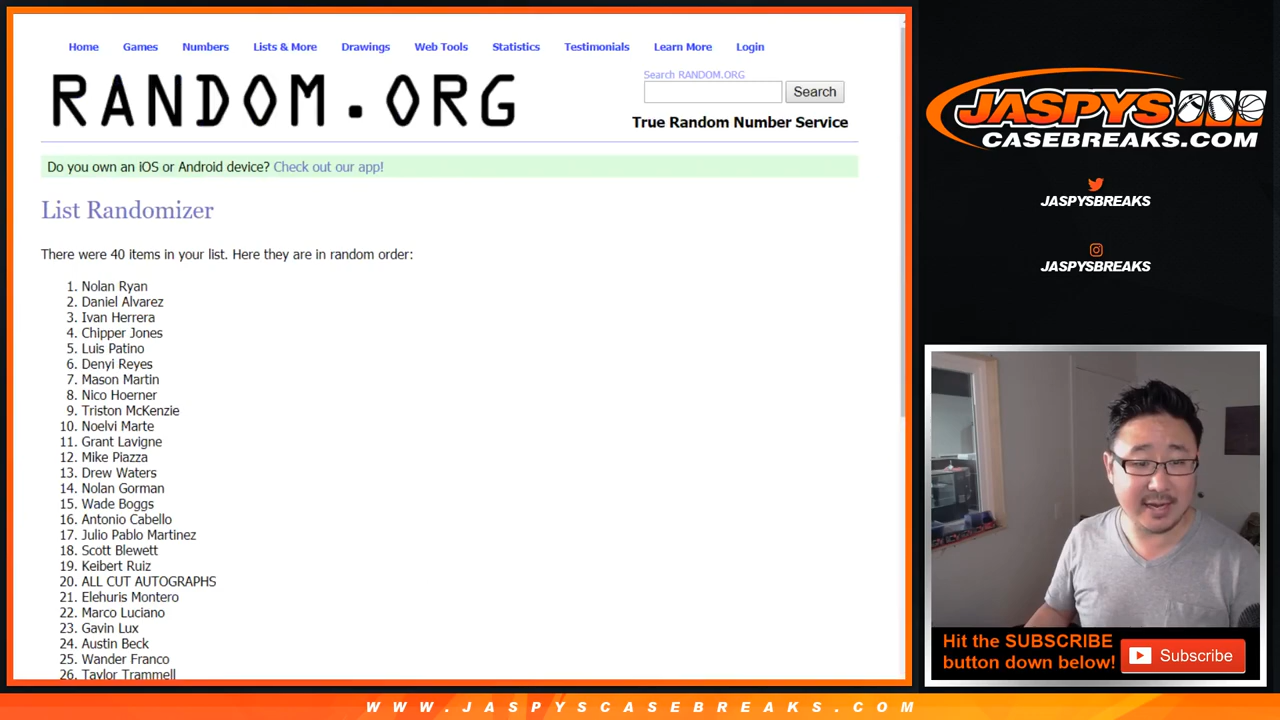 Home Games Numbers Lists & More Drawings Web Tools Statistics Testimonials Learn More Login
RANDOM.ORG
Search RANDOM.ORG
Search
True Random Number Service
Do you own an iOS or Android device? Check out our app!
List Randomizer
There were 40 items in your list. Here they are in random order:
1. Nolan Ryan
2. Daniel Alvarez
3. Ivan Herrera
4. Chipper Jones
5. Luis Patino
6. Denyi Reyes
7. Mason Martin
8. Nico Hoerner
9. Triston McKenzie
10. Noelvi Marte
11. Grant Lavigne
12. Mike Piazza
13. Drew Waters
14. Nolan Gorman
15. Wade Boggs
16. Antonio Cabello
17. Julio Pablo Martinez
18. Scott Blewett
19. Keibert Ruiz
20. ALL CUT AUTOGRAPHS
21. Elehuris Montero
22. Marco Luciano
23. Gavin Lux
24. Austin Beck
25. Wander Franco
26. Taylor Trammell
JASPYS
CASEBREAKS.COM
JASPYSBREAKS
JASPYSBREAKS
Hit the SUBSCRIBE
button down below!
Subscribe
WWW.JASPYSCASEBREAKS.COM